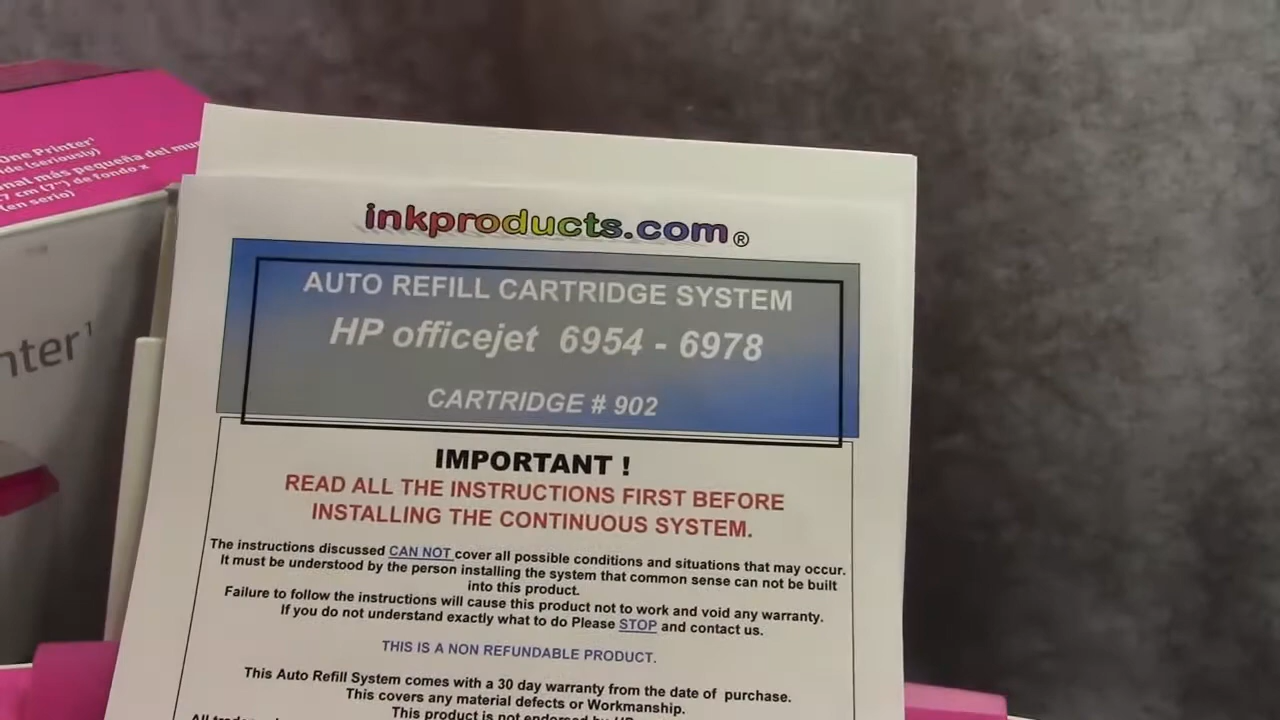 One Printer¹
(seriously)
más pequeña del
cm (7") de fondo x
(en serio)
inkproducts.com®
AUTO REFILL CARTRIDGE SYSTEM
HP officejet 6954 - 6978
CARTRIDGE # 902
IMPORTANT !
READ ALL THE INSTRUCTIONS FIRST BEFORE
INSTALLING THE CONTINUOUS SYSTEM.
The instructions discussed CAN NOT cover all possible conditions and situations that may occur.
It must be understood by the person installing the system that common sense can not be built
into this product.
Failure to follow the instructions will cause this product not to work and void any warranty.
If you do not understand exactly what to do Please STOP and contact us.
THIS IS A NON REFUNDABLE PRODUCT.
This Auto Refill System comes with a 30 day warranty from the date of purchase.
This covers any material defects or Workmanship.
This product is not endorsed by HP